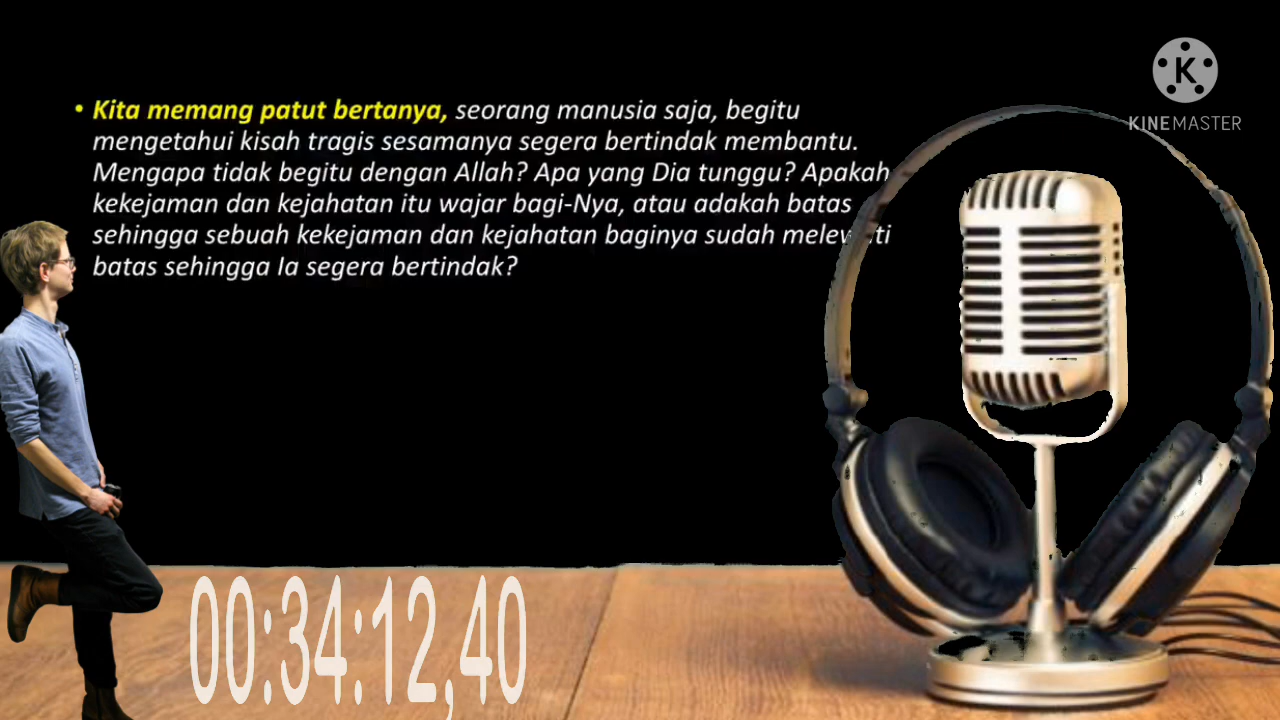 • Kita memang patut bertanya, seorang manusia saja, begitu
mengetahui kisah tragis sesamanya segera bertindak membantu.
Mengapa tidak begitu dengan Allah? Apa yang Dia tunggu? Apakah
kekejaman dan kejahatan itu wajar bagi-Nya, atau adakah batas
sehingga sebuah kekejaman dan kejahatan baginya sudah
batas sehingga Ia segera bertindak?
KINEMASTER
00:34:12,40